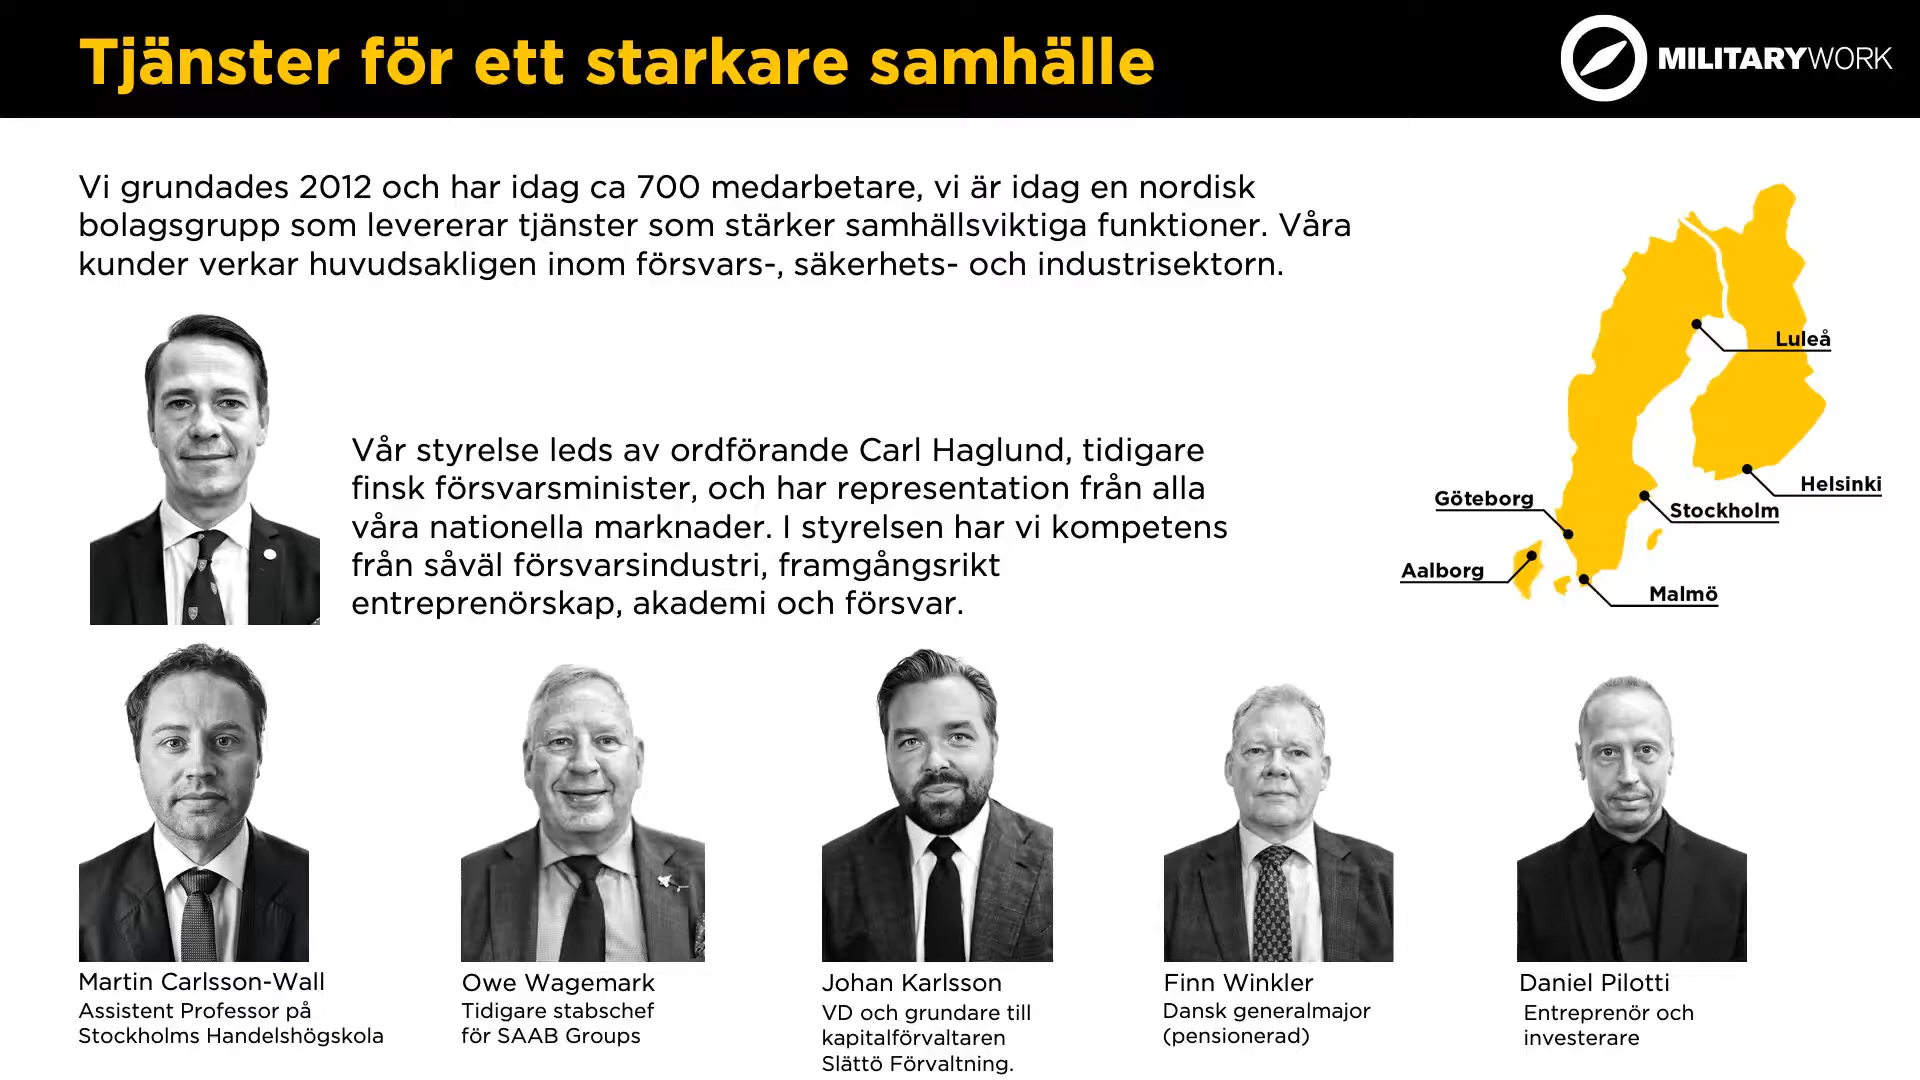 Tjänster för ett starkare samhälle
MILITARYWORK
Vi grundades 2012 och har idag ca 700 medarbetare, vi är idag en nordisk
bolagsgrupp som levererar tjänster som stärker samhällsviktiga funktioner. Våra
kunder verkar huvudsakligen inom försvars-, säkerhets- och industrisektorn.
Luleå
Helsinki
Göteborg
Stockholm
Aalborg
Malmö
Vår styrelse leds av ordförande Carl Haglund, tidigare
finsk försvarsminister, och har representation från alla
våra nationella marknader. I styrelsen har vi kompetens
från såväl försvarsindustri, framgångsrikt
entreprenörskap, akademi och försvar.
Martin Carlsson-Wall
Assistent Professor på
Stockholms Handelshögskola
Owe Wagemark
Tidigare stabschef
för SAAB Groups
Johan Karlsson
VD och grundare till
kapitalförvaltaren
Slättö Förvaltning.
Finn Winkler
Dansk generalmajor
(pensionerad)
Daniel Pilotti
Entreprenör och
investerare